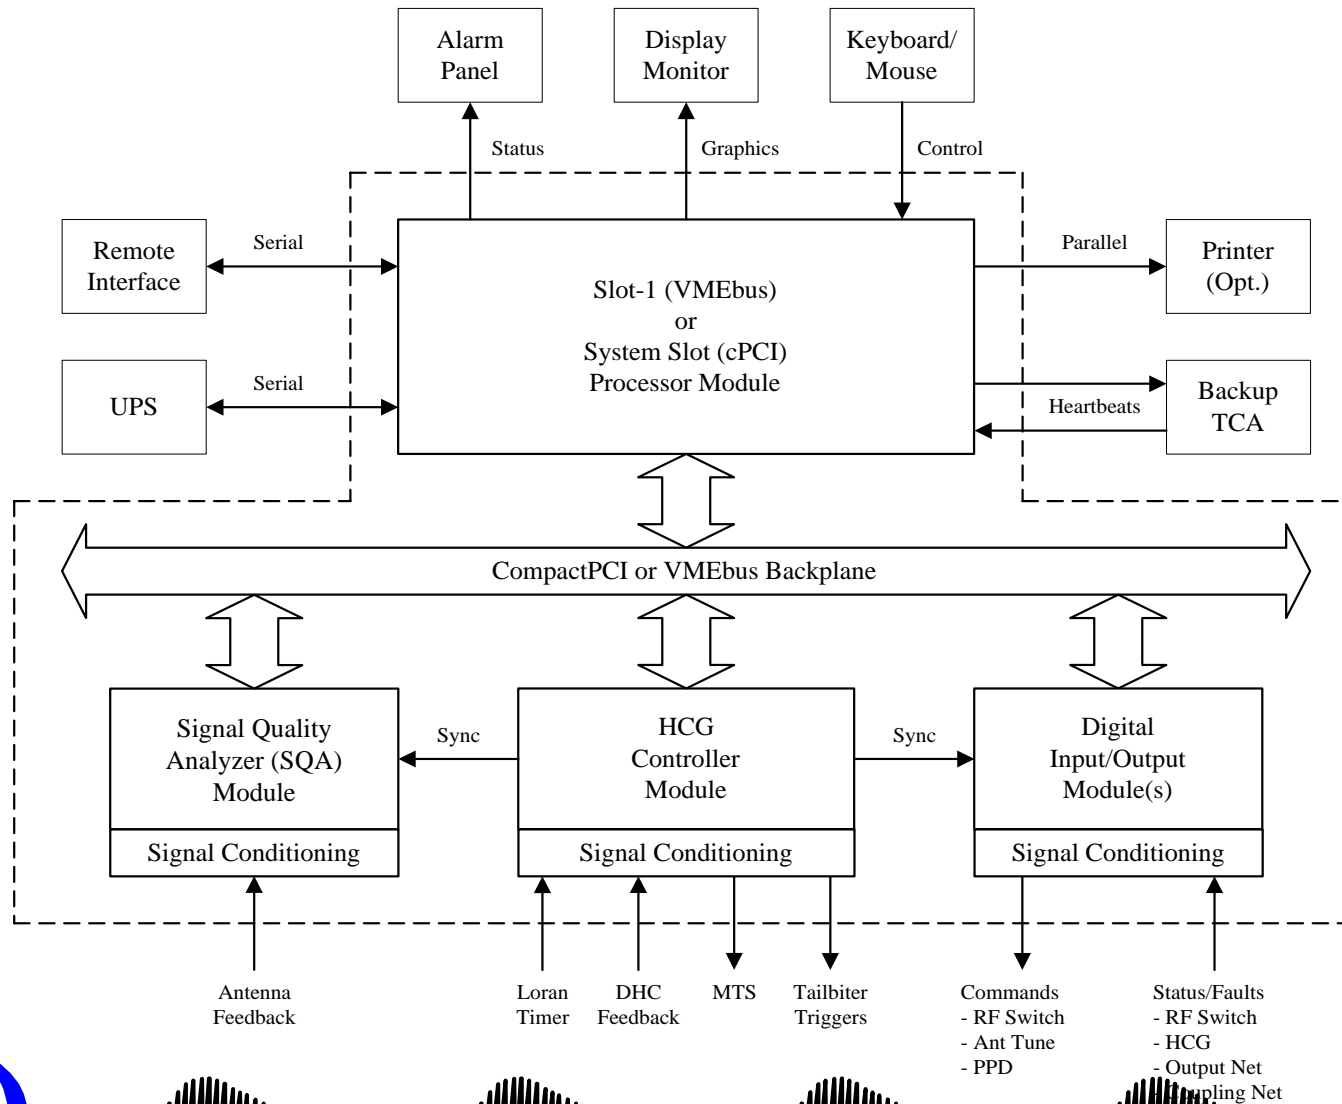 Alarm
Panel
Display
Monitor
Keyboard/
Mouse
Status
Graphics
Control
Remote
Interface
Serial
Slot-1 (VMEbus)
or
System Slot (cPCI)
Processor Module
Parallel
Printer
(Opt.)
UPS
Serial
Heartbeats
Backup
TCA
CompactPCI or VMEbus Backplane
Signal Quality
Analyzer (SQA)
Module
Sync
HCG
Controller
Module
Sync
Digital
Input/Output
Module(s)
Signal Conditioning
Signal Conditioning
Signal Conditioning
Antenna
Feedback
Loran
Timer
DHC
Feedback
MTS
Tailbiter
Triggers
Commands
- RF Switch
- Ant Tune
- PPD
Status/Faults
- RF Switch
- HCG
- Output Net
Net